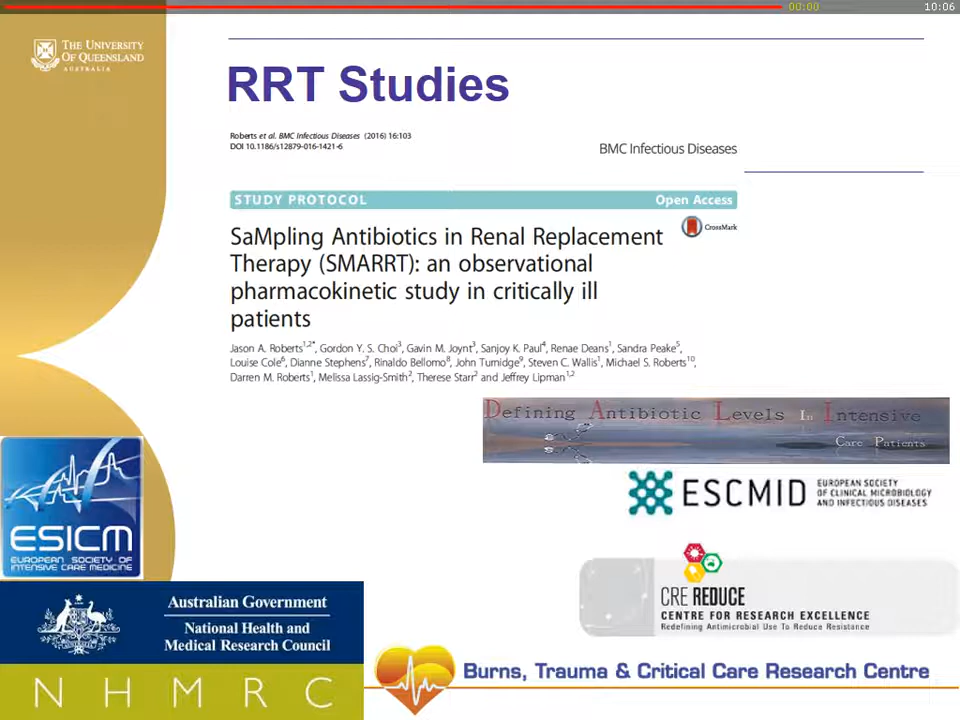 00:00
10:06
THE UNIVERSITY
OF QUEENSLAND
AUSTRALIA
RRT Studies
Roberts et al. BMC Infectious Diseases (2016) 16:103
DOI 10.1186/s12879-016-1421-6
BMC Infectious Diseases
STUDY PROTOCOL
Open Access
SaMpling Antibiotics in Renal Replacement
Therapy (SMARRT): an observational
pharmacokinetic study in critically ill
patients
CrossMark
Jason A. Roberts1,2*, Gordon Y. S. Choi3, Gavin M. Joynt3, Sanjoy K. Paul4, Renae Deans1, Sandra Peake5,
Louise Cole6, Dianne Stephens7, Rinaldo Bellomo8, John Turnidge9, Steven C. Wallis1, Michael S. Roberts10,
Darren M. Roberts1, Melissa Lassig-Smith2, Therese Starr2 and Jeffrey Lipman1,2
Defining Antibiotic Levels In Intensive
Care Patients
ESCMID
EUROPEAN SOCIETY
OF CLINICAL MICROBIOLOGY
AND INFECTIOUS DISEASES
ESICM
EUROPEAN SOCIETY OF
INTENSIVE CARE MEDICINE
CRE REDUCE
CENTRE FOR RESEARCH EXCELLENCE
Redefining Antimicrobial Use To Reduce Resistance
Australian Government
National Health and
Medical Research Council
NHMRC
Burns, Trauma & Critical Care Research Centre